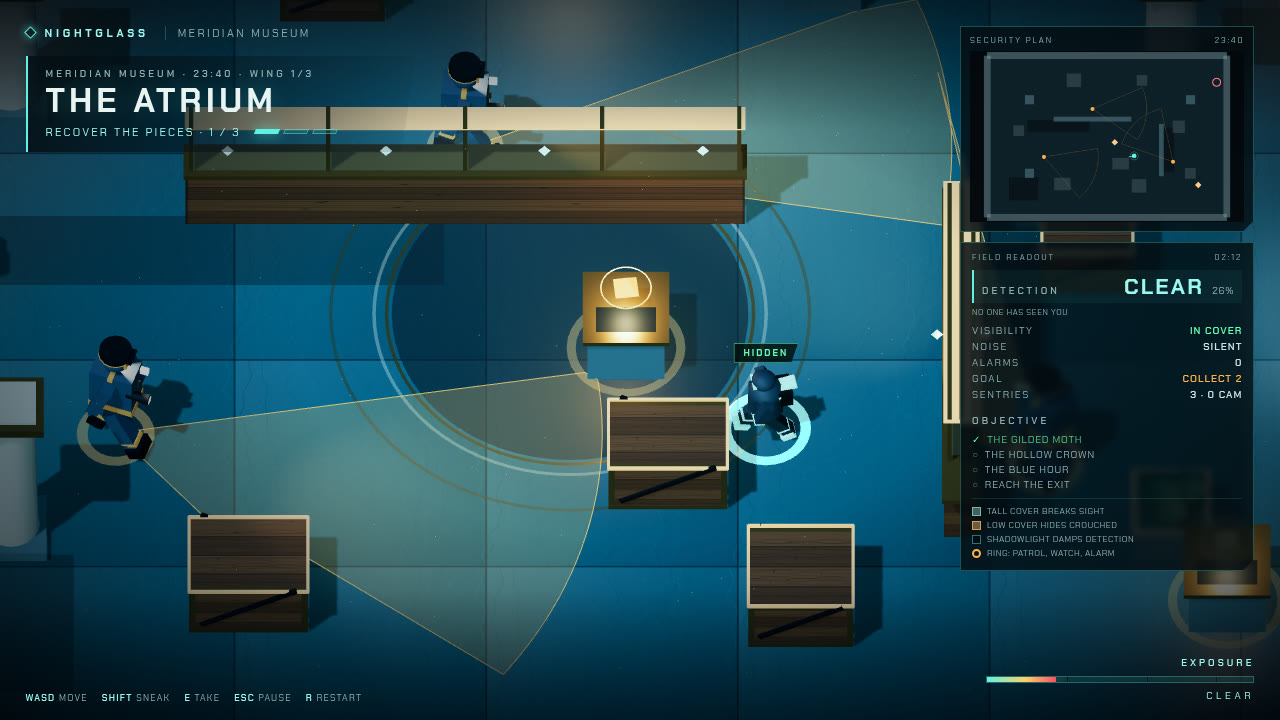 NIGHTGLASS MERIDIAN MUSEUM
MERIDIAN MUSEUM · 23:40 · WING 1/3
THE ATRIUM
RECOVER THE PIECES · 1 / 3
SECURITY PLAN 23:40
FIELD READOUT 02:12
DETECTION CLEAR 26%
NO ONE HAS SEEN YOU
VISIBILITY IN COVER
NOISE SILENT
ALARMS 0
GOAL COLLECT 2
SENTRIES 3 · 0 CAM
OBJECTIVE
✓ THE GILDED MOTH
○ THE HOLLOW CROWN
○ THE BLUE HOUR
○ REACH THE EXIT
TALL COVER BREAKS SIGHT
LOW COVER HIDES CROUCHED
SHADOWLIGHT DAMPS DETECTION
RING: PATROL, WATCH, ALARM
HIDDEN
EXPOSURE
CLEAR
WASD MOVE SHIFT SNEAK E TAKE ESC PAUSE R RESTART